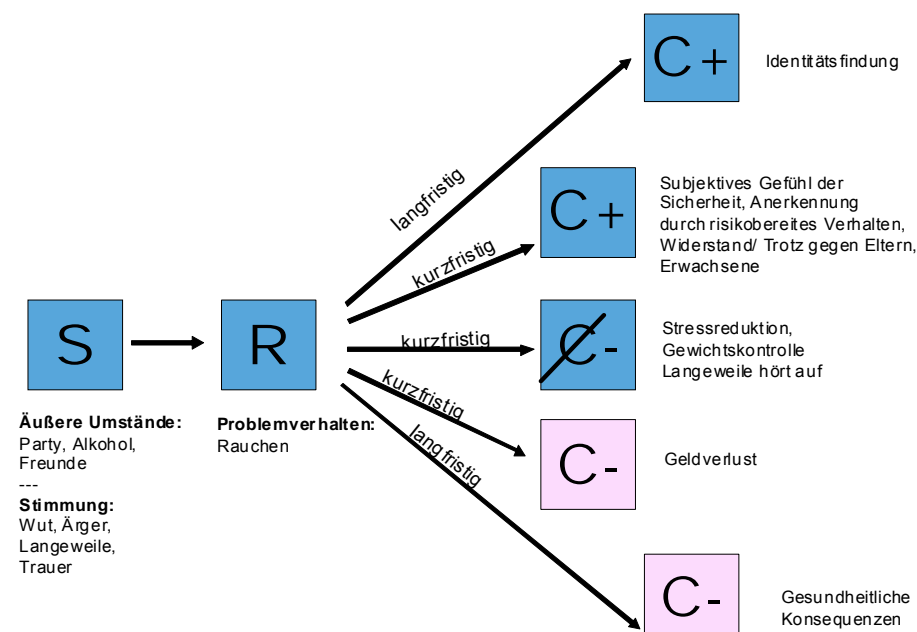 C+
Identitätsfindung
langfristig
C+
Subjektives Gefühl der
Sicherheit, Anerkennung
durch risikobereites Verhalten,
Widerstand/ Trotz gegen Eltern,
Erwachsene
kurzfristig
S
R
kurzfristig
C-
Stressreduktion,
Gewichtskontrolle
Langeweile hört auf
Äußere Umstände:
Party, Alkohol,
Freunde
---
Stimmung:
Wut, Ärger,
Langeweile,
Trauer
Problemverhalten:
Rauchen
kurzfristig
C-
Geldverlust
langfristig
C-
Gesundheitliche
Konsequenzen